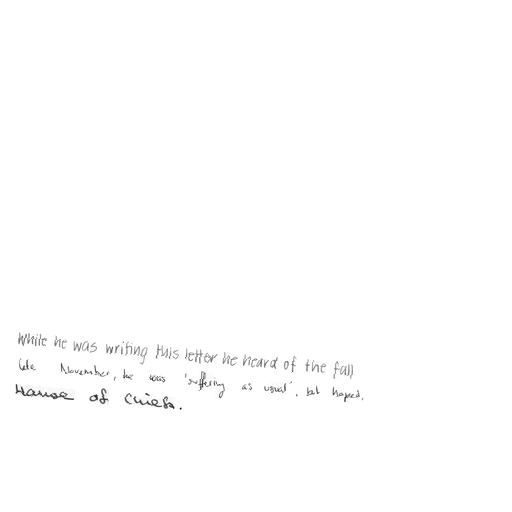 While he was writing this letter he heard of the fall
late November, he was 'suffering as usual', but hoped,
House of Chiefs.